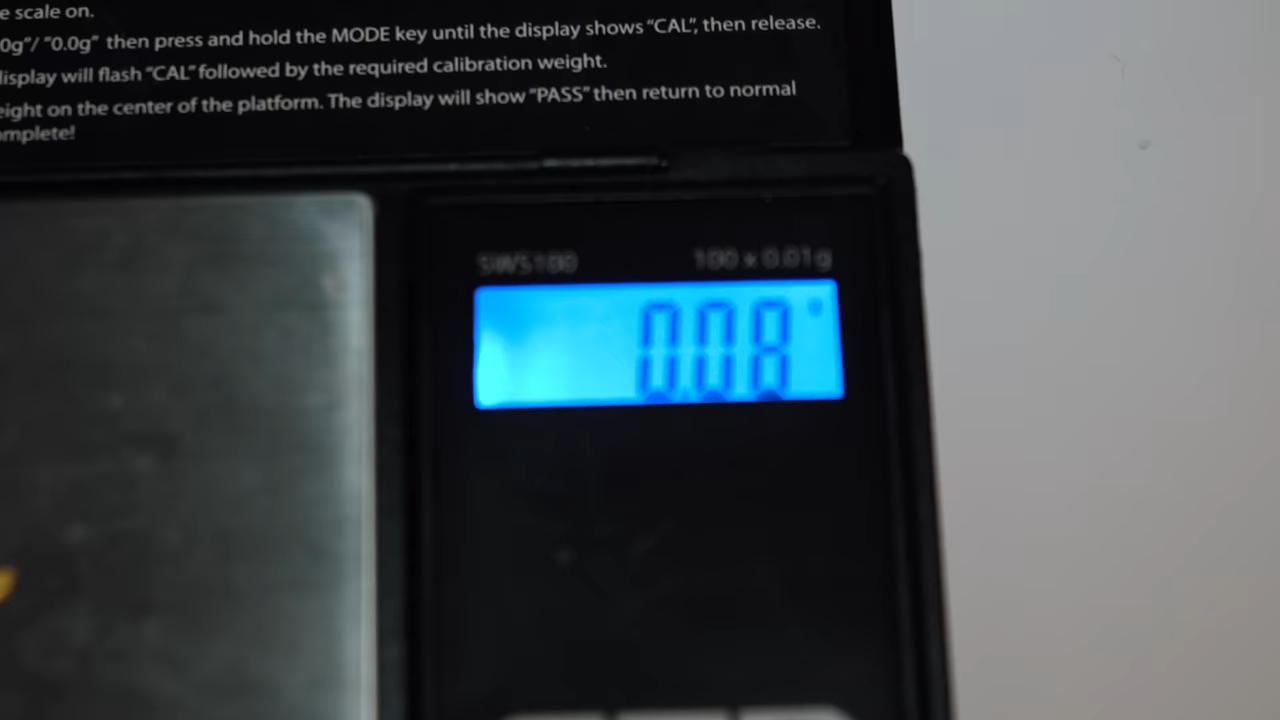 e scale on.
0g"/ "0.0g" then press and hold the MODE key until the display shows "CAL", then release.
display will flash "CAL" followed by the required calibration weight.
eight on the center of the platform. The display will show "PASS" then return to normal
omplete!
SWS100 100 x 0.01g
0.08